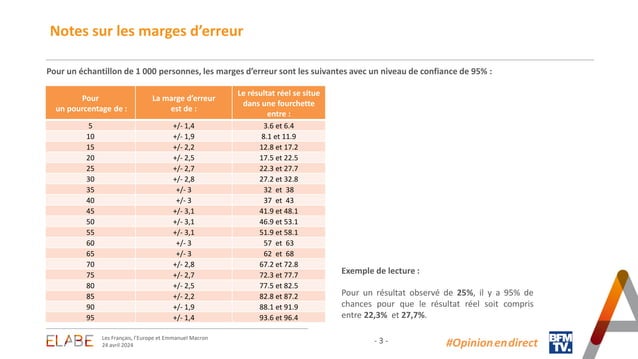 Notes sur les marges d’erreur
Pour un échantillon de 1 000 personnes, les marges d’erreur sont les suivantes avec un niveau de confiance de 95% :
Pour un pourcentage de : La marge d’erreur est de : Le résultat réel se situe dans une fourchette entre :
5 +/- 1,4 3.6 et 6.4
10 +/- 1,9 8.1 et 11.9
15 +/- 2,2 12.8 et 17.2
20 +/- 2,5 17.5 et 22.5
25 +/- 2,7 22.3 et 27.7
30 +/- 2,8 27.2 et 32.8
35 +/- 3 32 et 38
40 +/- 3 37 et 43
45 +/- 3,1 41.9 et 48.1
50 +/- 3,1 46.9 et 53.1
55 +/- 3,1 51.9 et 58.1
60 +/- 3 57 et 63
65 +/- 3 62 et 68
70 +/- 2,8 67.2 et 72.8
75 +/- 2,7 72.3 et 77.7
80 +/- 2,5 77.5 et 82.5
85 +/- 2,2 82.8 et 87.2
90 +/- 1,9 88.1 et 91.9
95 +/- 1,4 93.6 et 96.4
Exemple de lecture :
Pour un résultat observé de 25%, il y a 95% de
chances pour que le résultat réel soit compris
entre 22,3% et 27,7%.
ELABE
Les Français, l’Europe et Emmanuel Macron
24 avril 2024
- 3 -
#Opinion en direct
BFM
TV.